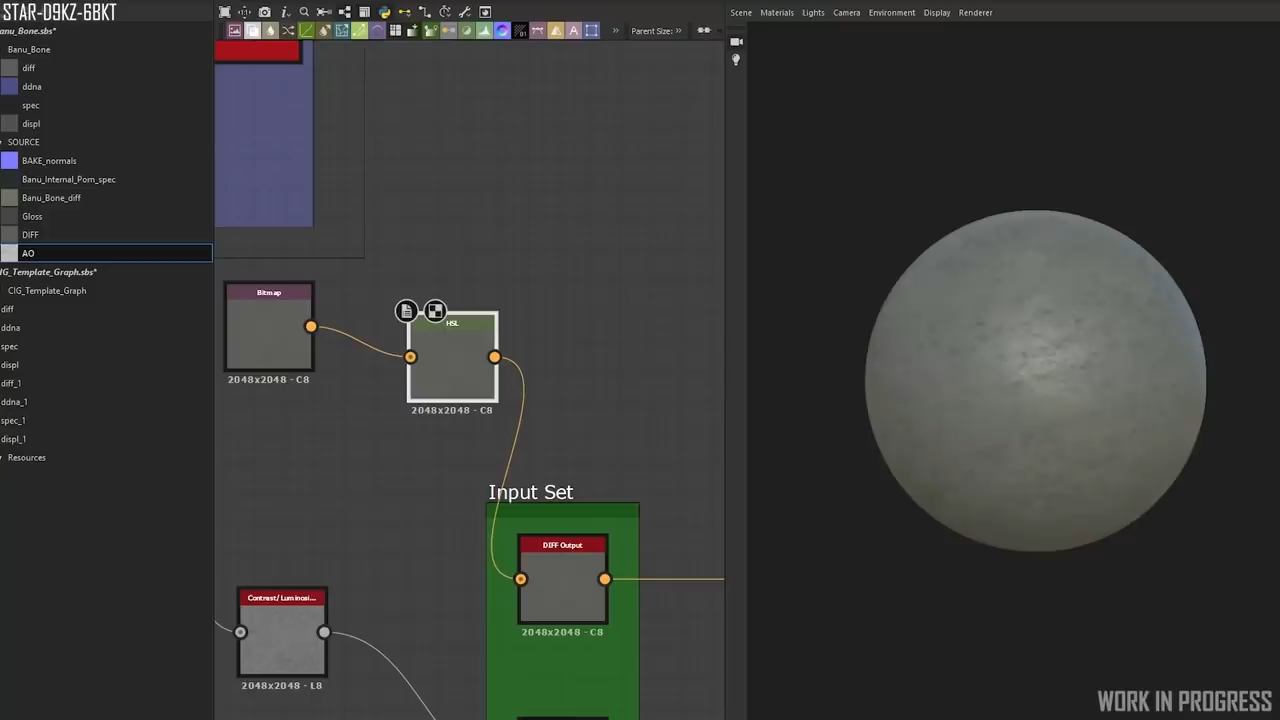 STAR-D9KZ-6BKT
anu_Bone.sbs*
Banu_Bone
diff
ddna
spec
displ
SOURCE
BAKE_normals
Banu_Internal_Pom_spec
Banu_Bone_diff
Gloss
DIFF
AO
IG_Template_Graph.sbs*
CIG_Template_Graph
diff
ddna
spec
displ
diff_1
ddna_1
spec_1
displ_1
Resources
Parent Size:
Scene Materials Lights Camera Environment Display Renderer
Bitmap
2048x2048 - C8
HSL
2048x2048 - C8
Input Set
DIFF Output
2048x2048 - C8
Contrast/Luminosi...
2048x2048 - L8
WORK IN PROGRESS